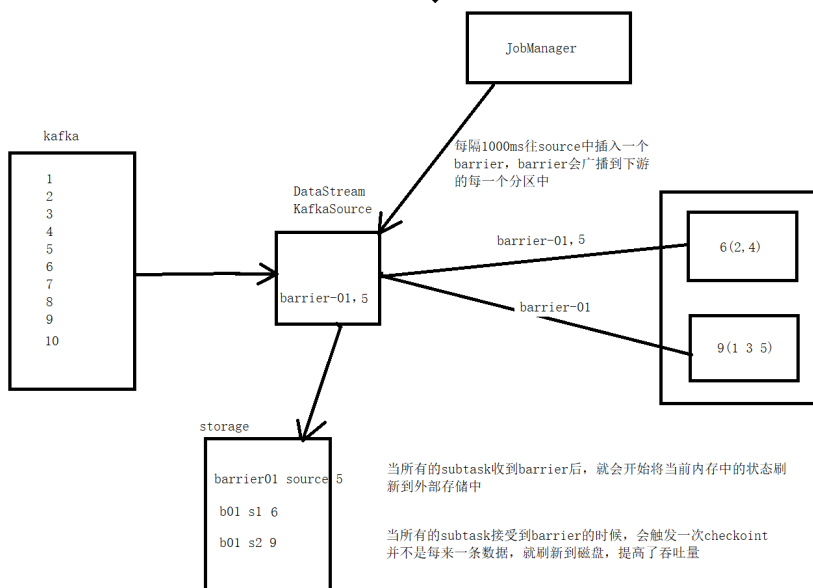 JobManager
kafka
每隔1000ms往source中插入一个
barrier，barrier会广播到下游
的每一个分区中
1
2
3
4
5
6
7
8
9
10
DataStream
KafkaSource
barrier-01，5
barrier-01，5
6(2,4)
barrier-01
9(1 3 5)
storage
barrier01 source 5
b01 s1 6
b01 s2 9
当所有的subtask收到barrier后，就会开始将当前内存中的状态刷
新到外部存储中
当所有的subtask接受到barrier的时候，会触发一次checkoint
并不是每来一条数据，就刷新到磁盘，提高了吞吐量